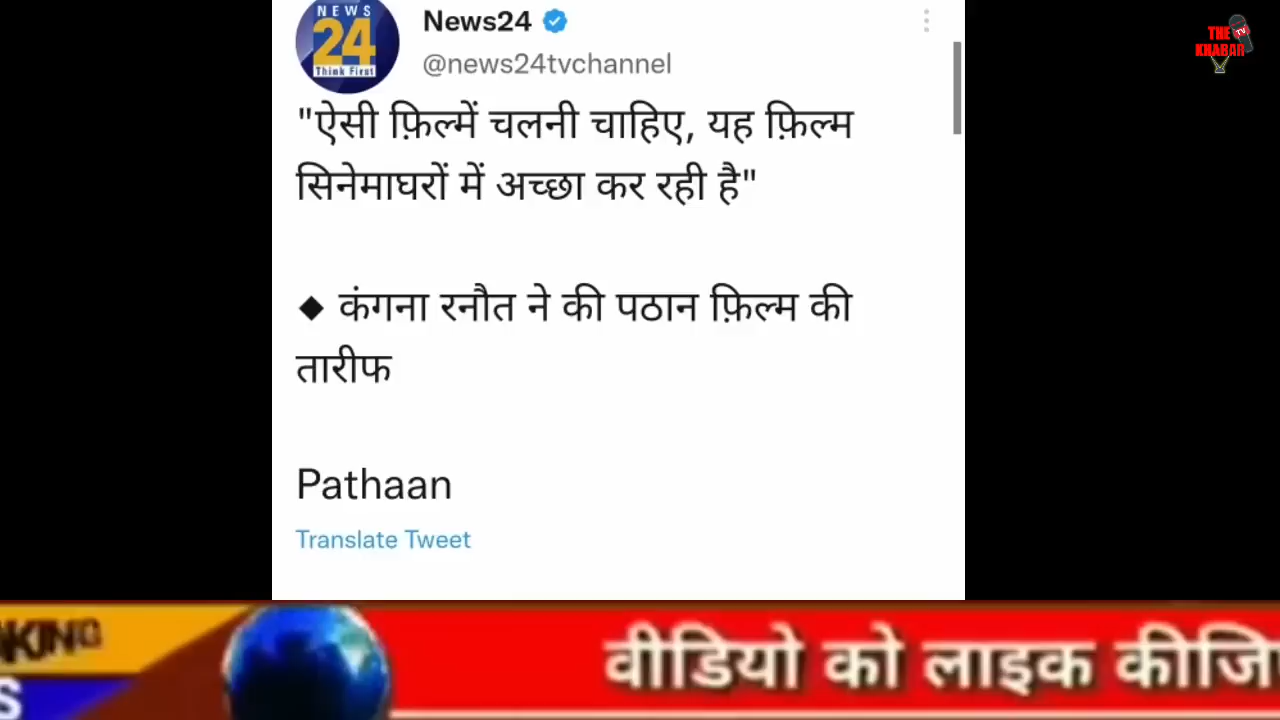 NEWS
24
Think First
News24
@news24tvchannel
THE
KHABAR
TV
"ऐसी फ़िल्में चलनी चाहिए, यह फ़िल्म
सिनेमाघरों में अच्छा कर रही है"
◆ कंगना रनौत ने की पठान फ़िल्म की
तारीफ
Pathaan
Translate Tweet
AKING
S
वीडियो को लाइक कीजि